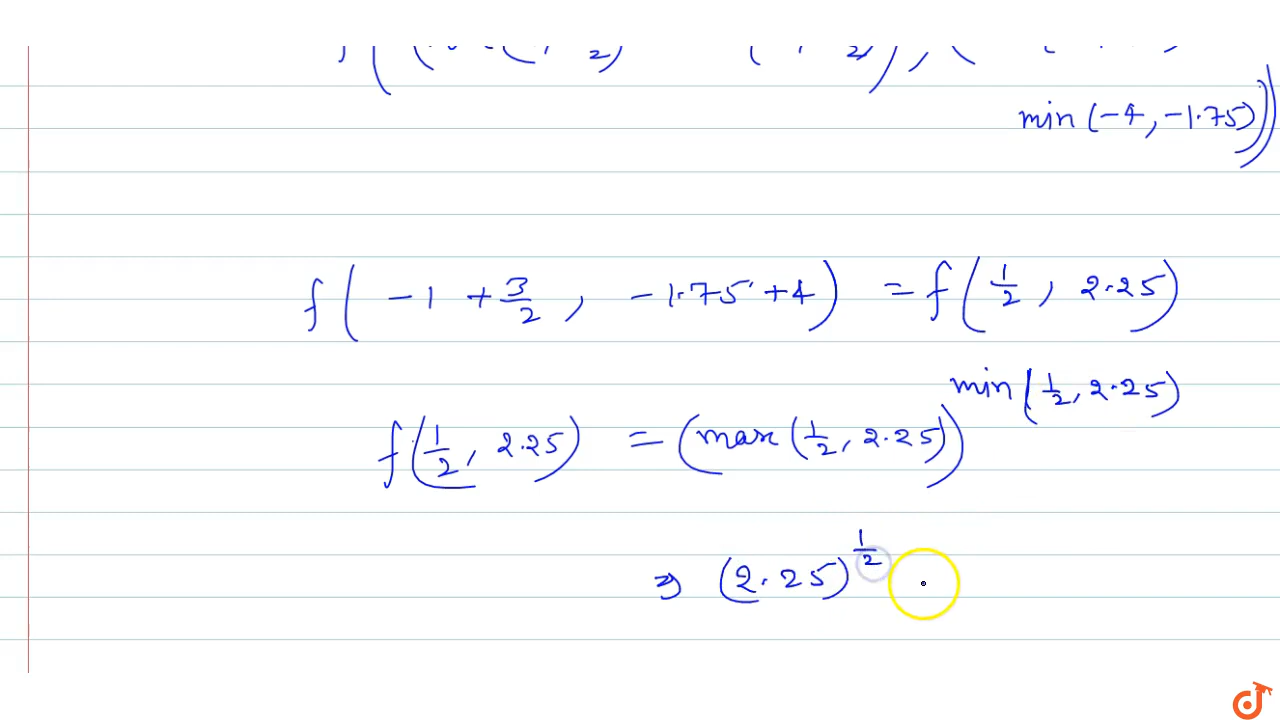 min (-4, -1.75)))
f( -1 + 3/2 , -1.75 + 4 ) = f( 1/2 , 2.25 )
f( 1/2 , 2.25 ) = (max ( 1/2 , 2.25 ))^min ( 1/2 , 2.25 )
⇒ (2.25)^1/2